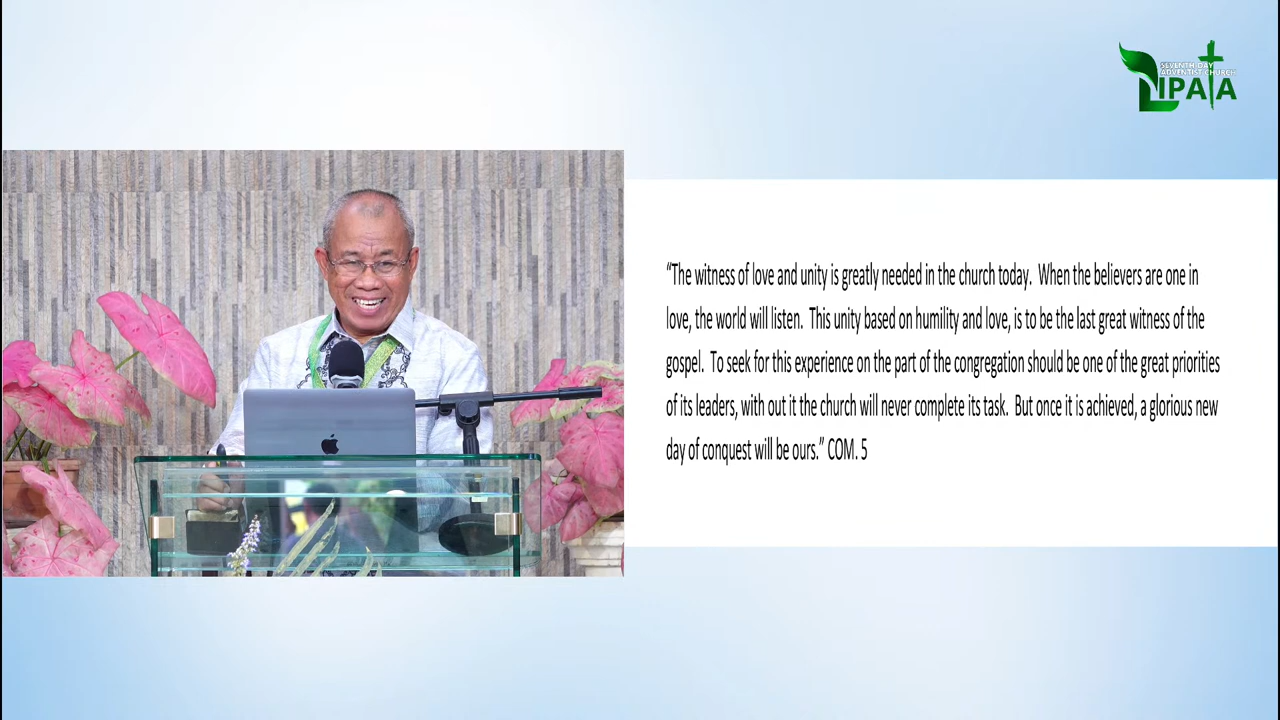 SEVENTH-DAY
ADVENTIST CHURCH
LIPATA
“The witness of love and unity is greatly needed in the church today.  When the believers are one in
love, the world will listen.  This unity based on humility and love, is to be the last great witness of the
gospel.  To seek for this experience on the part of the congregation should be one of the great priorities
of its leaders, with out it the church will never complete its task.  But once it is achieved, a glorious new
day of conquest will be ours.” COM. 5